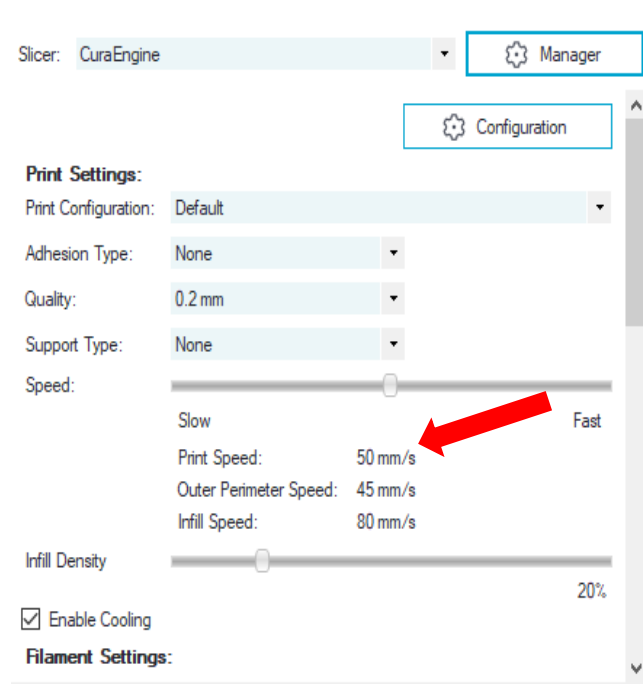 Slicer: CuraEngine Manager
Configuration
Print Settings:
Print Configuration: Default
Adhesion Type: None
Quality: 0.2 mm
Support Type: None
Speed:
Slow Fast
Print Speed: 50 mm/s
Outer Perimeter Speed: 45 mm/s
Infill Speed: 80 mm/s
Infill Density
20%
Enable Cooling
Filament Settings: